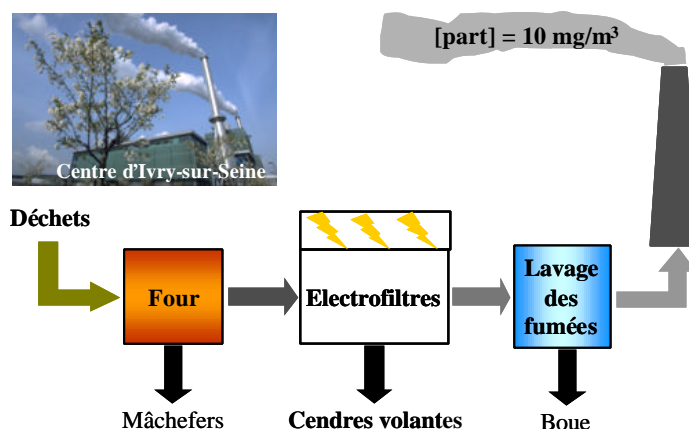 [part] = 10 mg/m³
Centre d'Ivry-sur-Seine
Déchets
Four
Electrofiltres
Lavage
des
fumées
Mâchefers
Cendres volantes
Boue